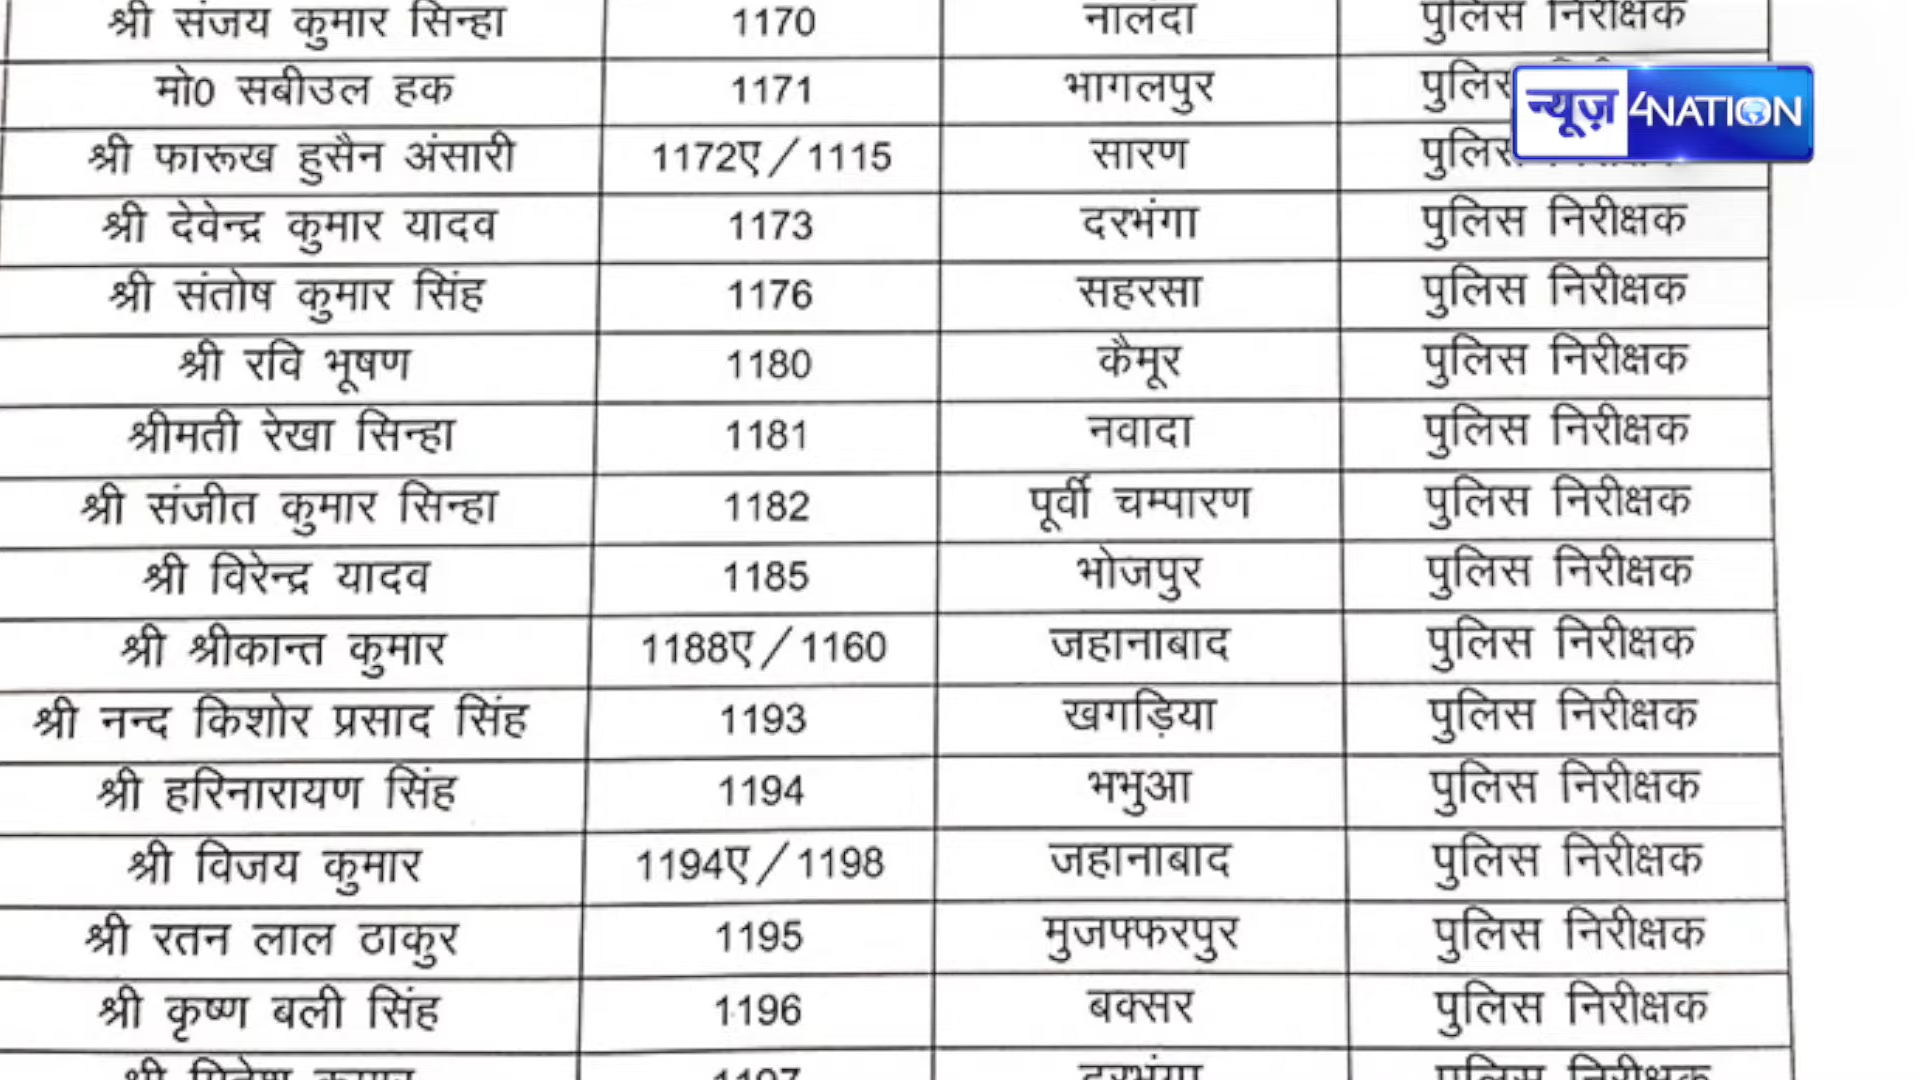 श्री संजय कुमार सिन्हा 1170 नालंदा पुलिस निरीक्षक
मो0 सबीउल हक 1171 भागलपुर
न्यूज़ 4NATION
श्री फारूख हुसैन अंसारी 1172ए/1115 सारण
श्री देवेन्द्र कुमार यादव 1173 दरभंगा पुलिस निरीक्षक
श्री संतोष कुमार सिंह 1176 सहरसा पुलिस निरीक्षक
श्री रवि भूषण 1180 कैमूर पुलिस निरीक्षक
श्रीमती रेखा सिन्हा 1181 नवादा पुलिस निरीक्षक
श्री संजीत कुमार सिन्हा 1182 पूर्वी चम्पारण पुलिस निरीक्षक
श्री विरेन्द्र यादव 1185 भोजपुर पुलिस निरीक्षक
श्री श्रीकान्त कुमार 1188ए/1160 जहानाबाद पुलिस निरीक्षक
श्री नन्द किशोर प्रसाद सिंह 1193 खगड़िया पुलिस निरीक्षक
श्री हरिनारायण सिंह 1194 भभुआ पुलिस निरीक्षक
श्री विजय कुमार 1194ए/1198 जहानाबाद पुलिस निरीक्षक
श्री रतन लाल ठाकुर 1195 मुजफ्फरपुर पुलिस निरीक्षक
श्री कृष्ण बली सिंह 1196 बक्सर पुलिस निरीक्षक